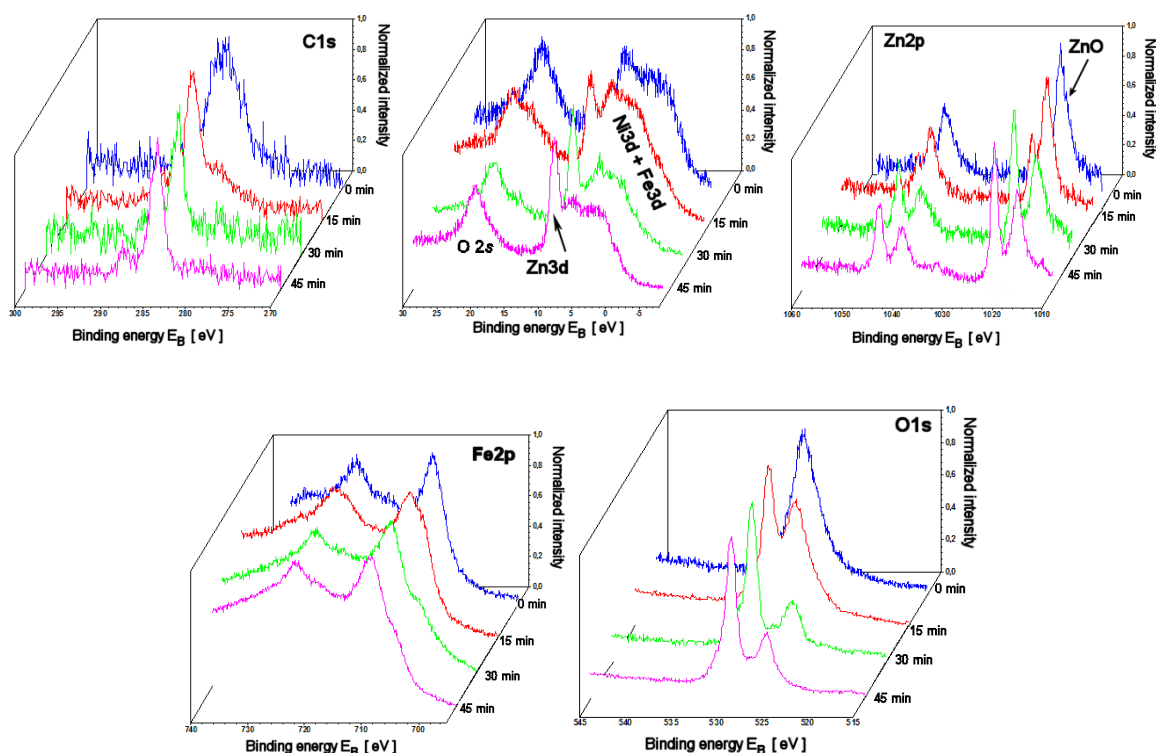 C1s
Normalized intensity
1,0
0,8
0,6
0,4
0,2
0,0
0 min
15 min
30 min
45 min
300 295 290 285 280 275 270
Binding energy E_B [ eV]
Normalized intensity
1,0
0,8
0,6
0,4
0,2
0,0
Ni3d + Fe3d
O 2s
Zn3d
0 min
15 min
30 min
45 min
30 25 20 15 10 5 0 -5
Binding energy E_B [ eV]
Zn2p
ZnO
Normalized intensity
1,0
0,8
0,6
0,4
0,2
0,0
0 min
15 min
30 min
45 min
1060 1050 1040 1030 1020 1010
Binding energy E_B [ eV]
Fe2p
Normalized intensity
1,0
0,8
0,6
0,4
0,2
0,0
0 min
15 min
30 min
45 min
740 730 720 710 700
Binding energy E_B [ eV]
O1s
Normalized intensity
1,0
0,8
0,6
0,4
0,2
0,0
0 min
15 min
30 min
45 min
545 540 535 530 525 520 515
Binding energy E_B [ eV]